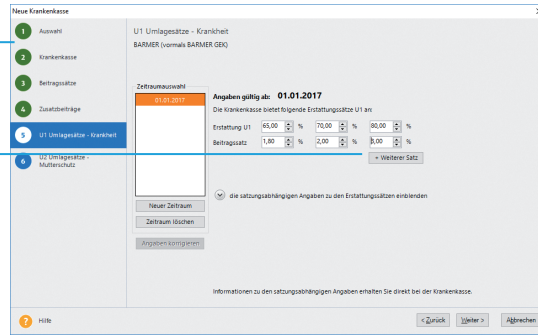 Neue Krankenkasse
1 Auswahl
2 Krankenkasse
3 Beitragssätze
4 Zusatzbeiträge
5 U1 Umlagesätze - Krankheit
6 U2 Umlagesätze - Mutterschutz
U1 Umlagesätze - Krankheit
BARMER (vormals BARMER GEK)
Zeitraumauswahl
01.01.2017
Neuer Zeitraum
Zeitraum löschen
Angaben korrigieren
Angaben gültig ab: 01.01.2017
Die Krankenkasse bietet folgende Erstattungssätze U1 an:
Erstattung U1 65,00 % 70,00 % 80,00 %
Beitragssatz 1,80 % 2,00 % ,00 %
+ Weiterer Satz
die satzungsabhängigen Angaben zu den Erstattungssätzen einblenden
Informationen zu den satzungsabhängigen Angaben erhalten Sie direkt bei der Krankenkasse.
? Hilfe
< Zurück Weiter > Abbrechen